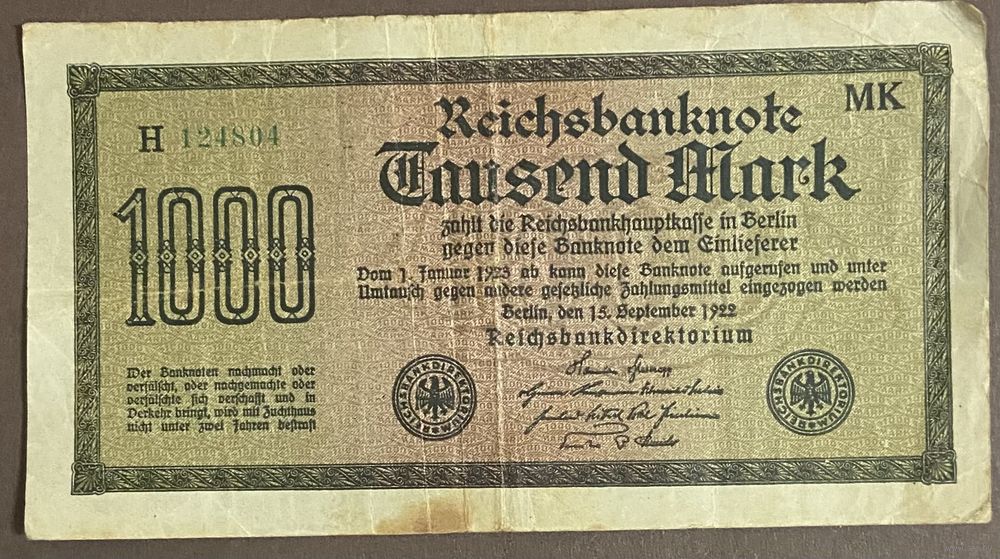 MK
Reichsbanknote
H 124804
Tausend Mark
1000
zahlt die Reichsbankhauptkasse in Berlin
gegen diese Banknote dem Einlieferer
Vom 1. Januar 1923 ab kann diese Banknote aufgerufen und unter
Umtausch gegen andere gesetzliche Zahlungsmittel eingezogen werden
Berlin, den 15. September 1922
Reichsbankdirektorium
Wer Banknoten nachmacht oder
verfälscht, oder nachgemachte oder
verfälschte sich verschafft und in
Verkehr bringt, wird mit Zuchthaus
nicht unter zwei Jahren bestraft
REICHSBANKDIREKTORIUM
REICHSBANKDIREKTORIUM